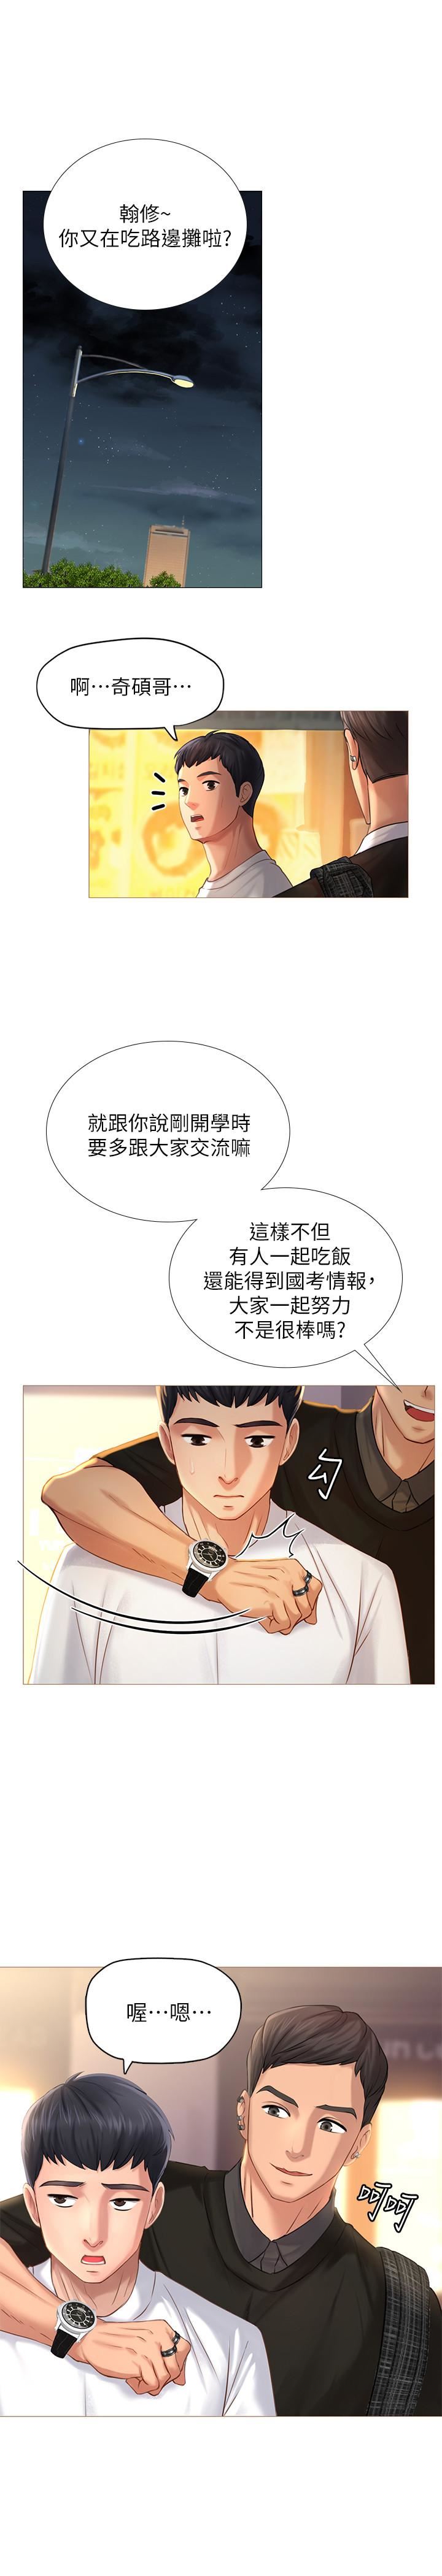 翰修~
你又在吃路邊攤啦?
啊⋯奇碩哥⋯
就跟你說剛開學時
要多跟大家交流嘛
這樣不但
有人一起吃飯
還能得到國考情報,
大家一起努力
不是很棒嗎?
勾
喔⋯嗯⋯
呵呵